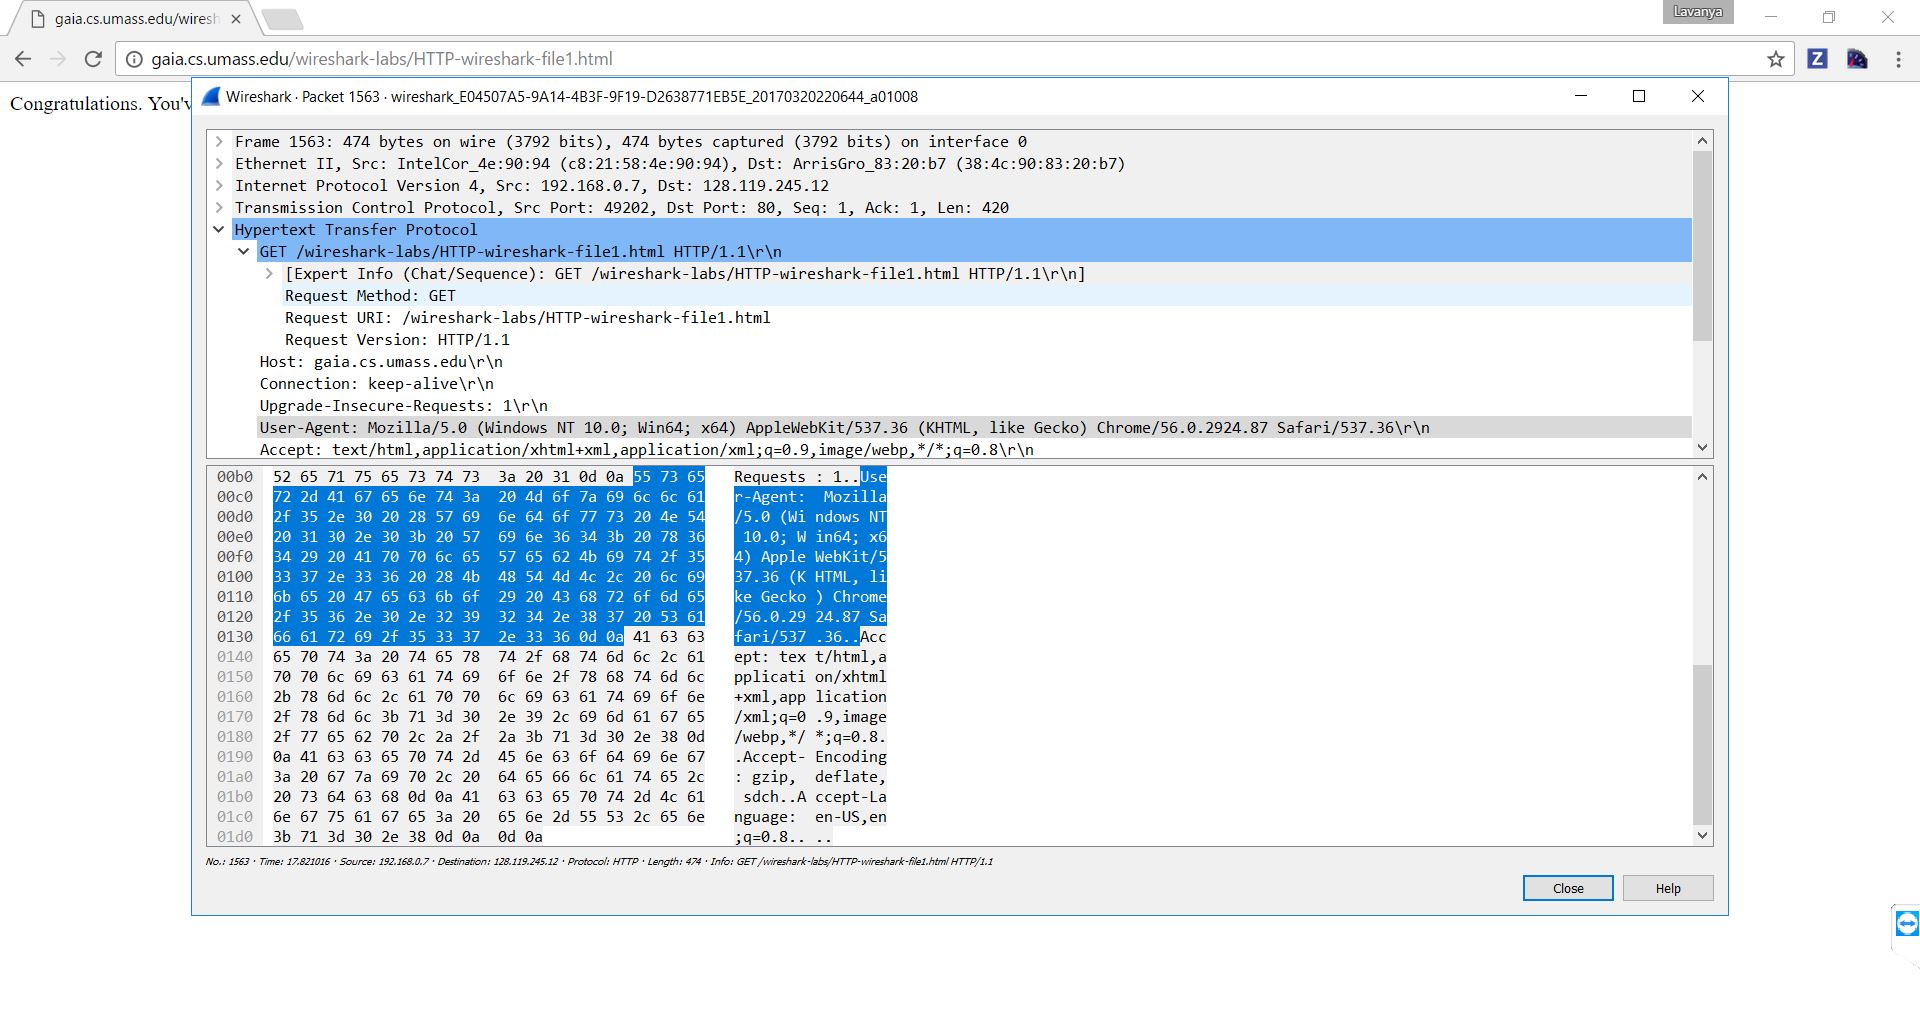 gaia.cs.umass.edu/wiresh
Lavanya
gaia.cs.umass.edu/wireshark-labs/HTTP-wireshark-file1.html
Z
Congratulations. You'v
Wireshark · Packet 1563 · wireshark_E04507A5-9A14-4B3F-9F19-D2638771EB5E_20170320220644_a01008
Frame 1563: 474 bytes on wire (3792 bits), 474 bytes captured (3792 bits) on interface 0
Ethernet II, Src: IntelCor_4e:90:94 (c8:21:58:4e:90:94), Dst: ArrisGro_83:20:b7 (38:4c:90:83:20:b7)
Internet Protocol Version 4, Src: 192.168.0.7, Dst: 128.119.245.12
Transmission Control Protocol, Src Port: 49202, Dst Port: 80, Seq: 1, Ack: 1, Len: 420
Hypertext Transfer Protocol
GET /wireshark-labs/HTTP-wireshark-file1.html HTTP/1.1\r\n
[Expert Info (Chat/Sequence): GET /wireshark-labs/HTTP-wireshark-file1.html HTTP/1.1\r\n]
Request Method: GET
Request URI: /wireshark-labs/HTTP-wireshark-file1.html
Request Version: HTTP/1.1
Host: gaia.cs.umass.edu\r\n
Connection: keep-alive\r\n
Upgrade-Insecure-Requests: 1\r\n
User-Agent: Mozilla/5.0 (Windows NT 10.0; Win64; x64) AppleWebKit/537.36 (KHTML, like Gecko) Chrome/56.0.2924.87 Safari/537.36\r\n
Accept: text/html,application/xhtml+xml,application/xml;q=0.9,image/webp,*/*;q=0.8\r\n
00b0 52 65 71 75 65 73 74 73 3a 20 31 0d 0a 55 73 65 Requests : 1..Use
00c0 72 2d 41 67 65 6e 74 3a 20 4d 6f 7a 69 6c 6c 61 r-Agent: Mozilla
00d0 2f 35 2e 30 20 28 57 69 6e 64 6f 77 73 20 4e 54 /5.0 (Wi ndows NT
00e0 20 31 30 2e 30 3b 20 57 69 6e 36 34 3b 20 78 36 10.0; W in64; x6
00f0 34 29 20 41 70 70 6c 65 57 65 62 4b 69 74 2f 35 4) Apple WebKit/5
0100 33 37 2e 33 36 20 28 4b 48 54 4d 4c 2c 20 6c 69 37.36 (K HTML, li
0110 6b 65 20 47 65 63 6b 6f 29 20 43 68 72 6f 6d 65 ke Gecko ) Chrome
0120 2f 35 36 2e 30 2e 32 39 32 34 2e 38 37 20 53 61 /56.0.29 24.87 Sa
0130 66 61 72 69 2f 35 33 37 2e 33 36 0d 0a 41 63 63 fari/537 .36..Acc
0140 65 70 74 3a 20 74 65 78 74 2f 68 74 6d 6c 2c 61 ept: tex t/html,a
0150 70 70 6c 69 63 61 74 69 6f 6e 2f 78 68 74 6d 6c pplicati on/xhtml
0160 2b 78 6d 6c 2c 61 70 70 6c 69 63 61 74 69 6f 6e +xml,app lication
0170 2f 78 6d 6c 3b 71 3d 30 2e 39 2c 69 6d 61 67 65 /xml;q=0 .9,image
0180 2f 77 65 62 70 2c 2a 2f 2a 3b 71 3d 30 2e 38 0d /webp,*/ *;q=0.8.
0190 0a 41 63 63 65 70 74 2d 45 6e 63 6f 64 69 6e 67 .Accept- Encoding
01a0 3a 20 67 7a 69 70 2c 20 64 65 66 6c 61 74 65 2c : gzip, deflate,
01b0 20 73 64 63 68 0d 0a 41 63 63 65 70 74 2d 4c 61 sdch..A ccept-La
01c0 6e 67 75 61 67 65 3a 20 65 6e 2d 55 53 2c 65 6e nguage: en-US,en
01d0 3b 71 3d 30 2e 38 0d 0a 0d 0a ;q=0.8.. ..
No.: 1563 · Time: 17.821016 · Source: 192.168.0.7 · Destination: 128.119.245.12 · Protocol: HTTP · Length: 474 · Info: GET /wireshark-labs/HTTP-wireshark-file1.html HTTP/1.1
Close
Help